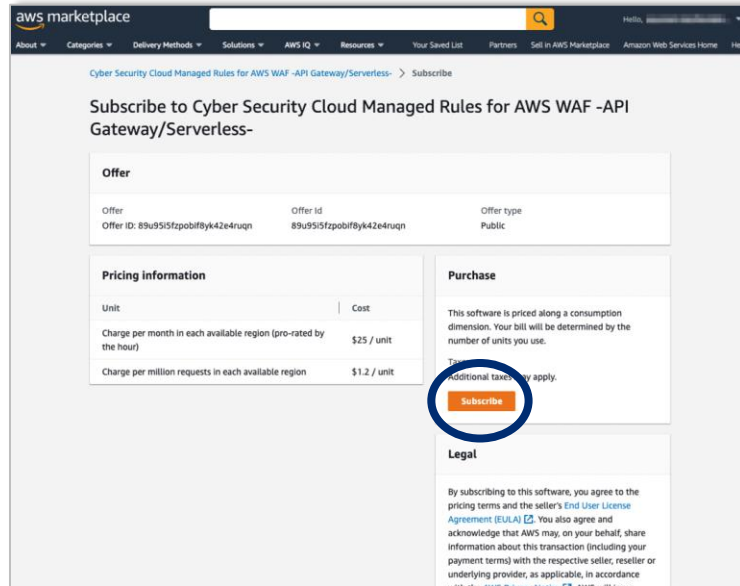 aws marketplace
Hello,
About Categories Delivery Methods Solutions AWS IQ Resources Your Saved List Partners Sell in AWS Marketplace Amazon Web Services Home
Cyber Security Cloud Managed Rules for AWS WAF -API Gateway/Serverless- > Subscribe
Subscribe to Cyber Security Cloud Managed Rules for AWS WAF -API
Gateway/Serverless-
Offer
Offer Offer Id Offer type
Offer ID: 89u95i5fzpobif8yk42e4ruqn 89u95i5fzpobif8yk42e4ruqn Public
Pricing information
Unit Cost
Charge per month in each available region (pro-rated by
the hour)
$25 / unit
Charge per million requests in each available region $1.2 / unit
Purchase
This software is priced along a consumption
dimension. Your bill will be determined by the
number of units you use.
Additional taxes may apply.
Subscribe
Legal
By subscribing to this software, you agree to the
pricing terms and the seller's End User License
Agreement (EULA) . You also agree and
acknowledge that AWS may, on your behalf, share
information about this transaction (including your
payment terms) with the respective seller, reseller or
underlying provider, as applicable, in accordance